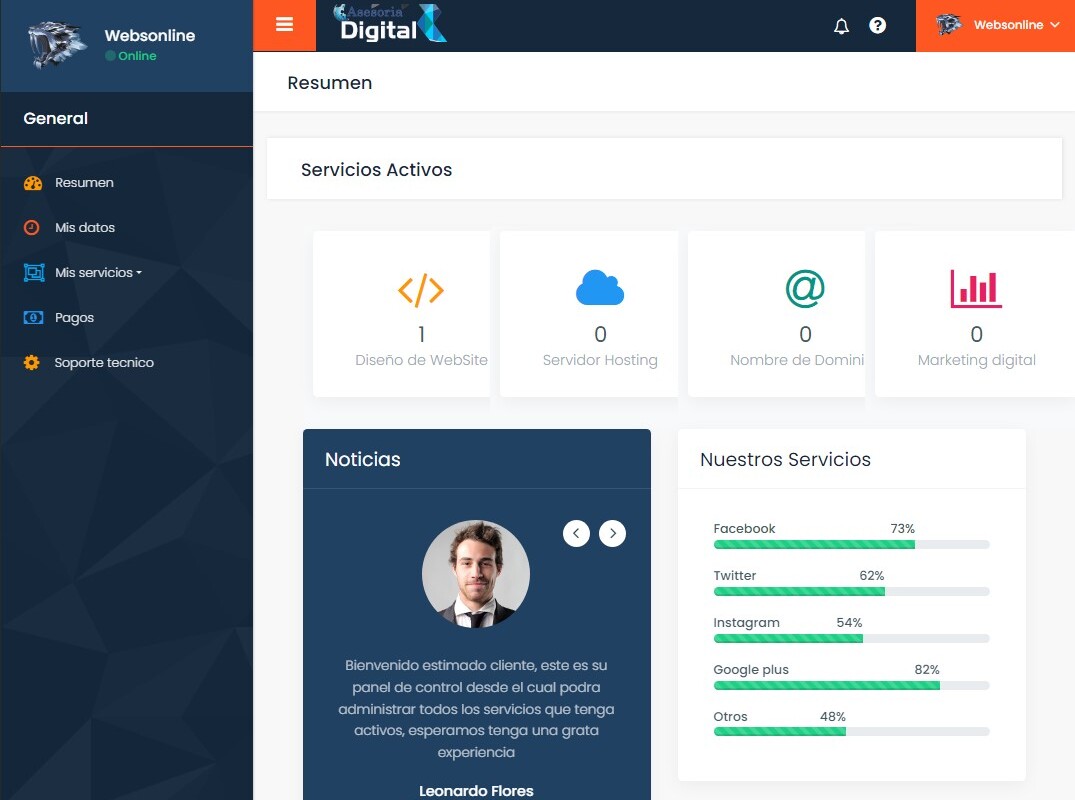 Websonline
Online
General
Resumen
Mis datos
Mis servicios
Pagos
Soporte tecnico
Asesoria
Digital
Websonline
Resumen
Servicios Activos
1
Diseño de WebSite
0
Servidor Hosting
0
Nombre de Domini
0
Marketing digital
Noticias
Bienvenido estimado cliente, este es su
panel de control desde el cual podra
administrar todos los servicios que tenga
activos, esperamos tenga una grata
experiencia
Leonardo Flores
Nuestros Servicios
Facebook 73%
Twitter 62%
Instagram 54%
Google plus 82%
Otros 48%